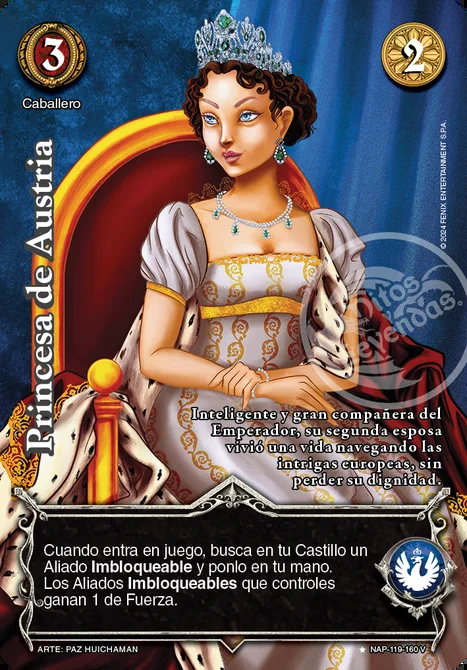 3
2
Caballero
Princesa de Austria
© 2024 FENIX ENTERTAINMENT S.P.A.
Mitos
Leyendas.
Inteligente y gran compañera del
Emperador, su segunda esposa
vivió una vida navegando las
intrigas europeas, sin
perder su dignidad.
Cuando entra en juego, busca en tu Castillo un
Aliado Imbloqueable y ponlo en tu mano.
Los Aliados Imbloqueables que controles
ganan 1 de Fuerza.
ARTE: PAZ HUICHAMAN
★ NAP-119-160 V